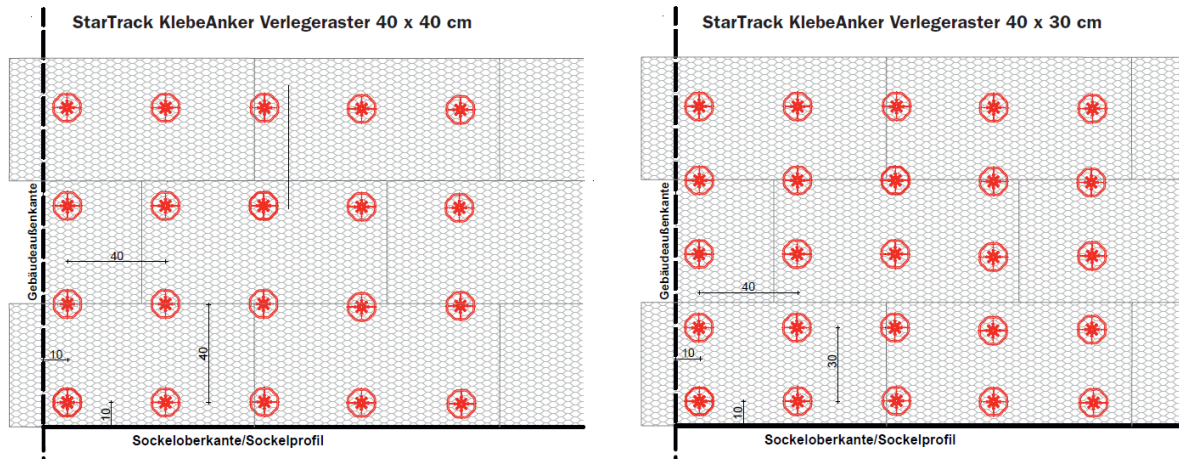 StarTrack KlebeAnker Verlegeraster 40 x 40 cm
Gebäudeaußenkante
40
10
40
10
Sockeloberkante/Sockelprofil
StarTrack KlebeAnker Verlegeraster 40 x 30 cm
Gebäudeaußenkante
40
10
30
10
Sockeloberkante/Sockelprofil